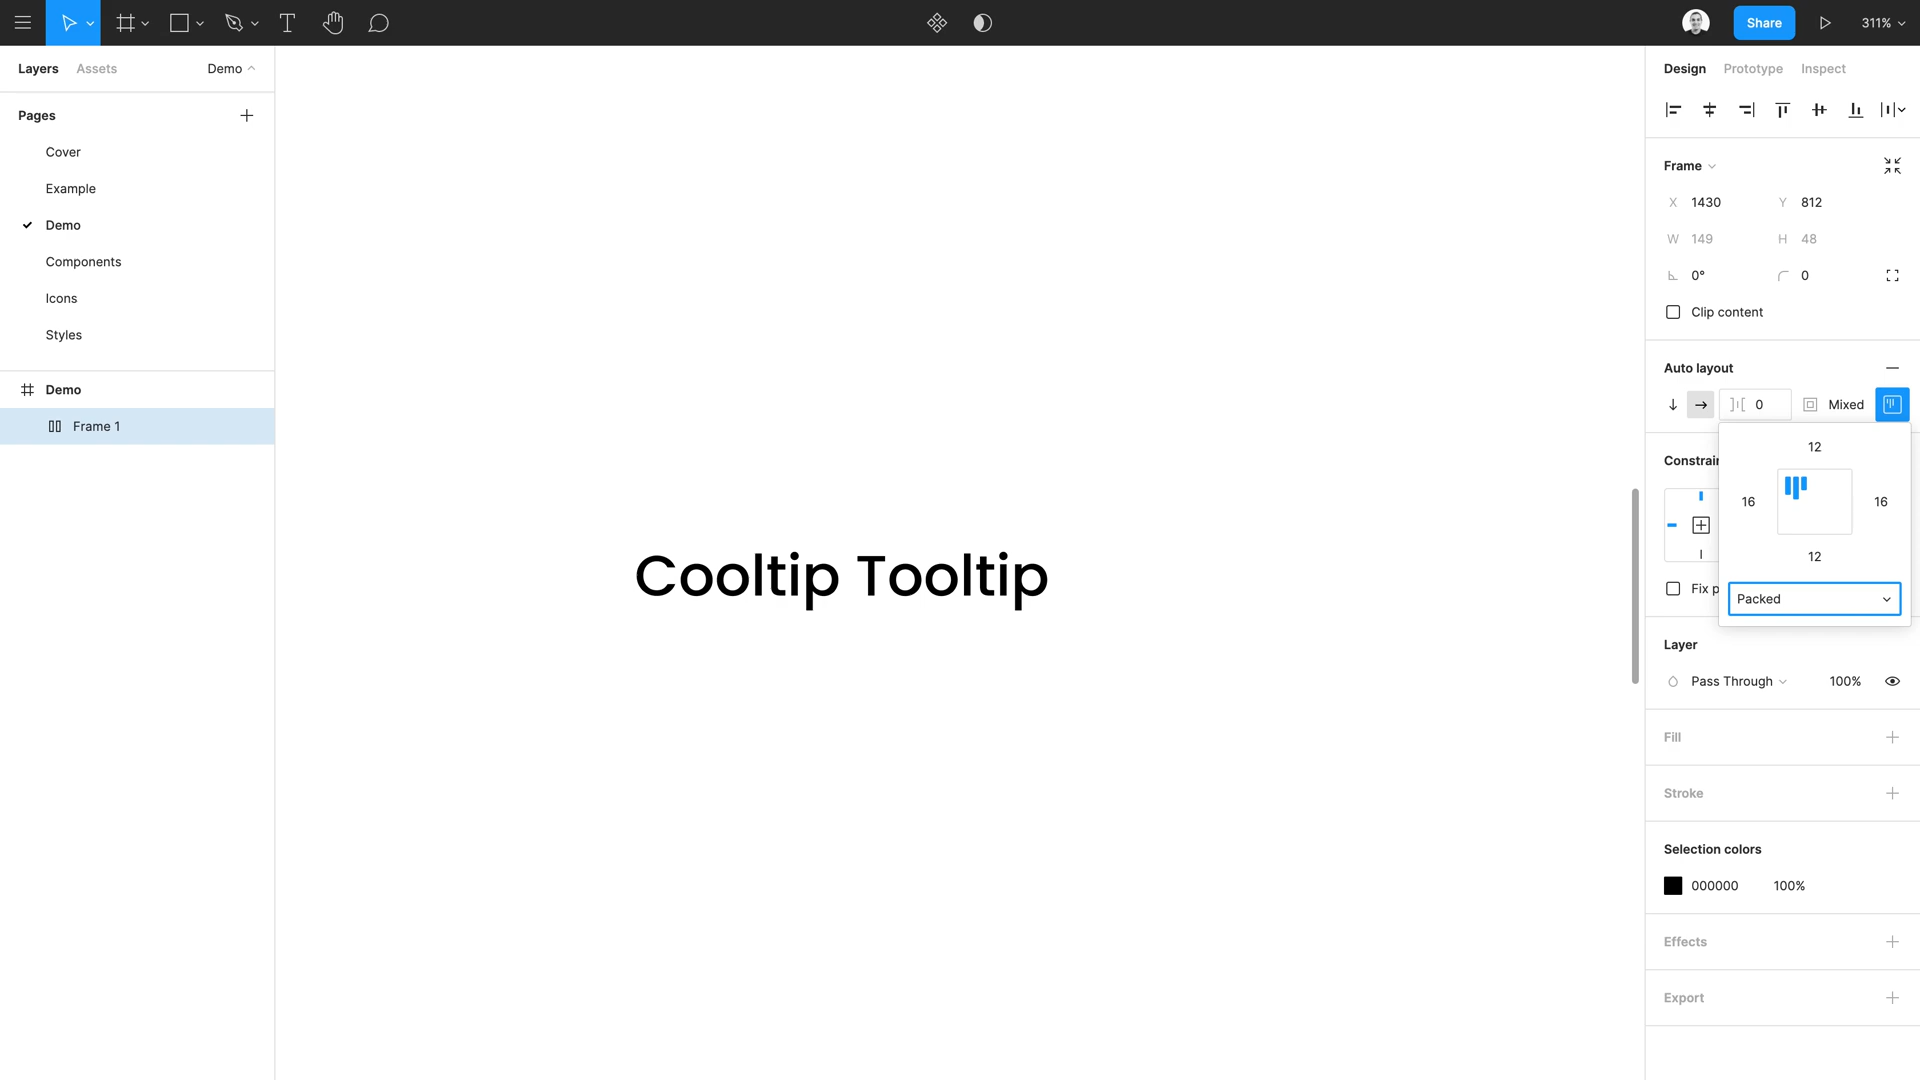 Share
311%
Layers
Assets
Demo
Design
Prototype
Inspect
Pages
Cover
Example
Demo
Components
Icons
Styles
Demo
Frame 1
Cooltip Tooltip
Frame
X 1430 Y 812
W 149 H 48
0° 0
Clip content
Auto layout
0 Mixed
12
Constrain
16 16
12
Fix p
Packed
Layer
Pass Through 100%
Fill
Stroke
Selection colors
000000 100%
Effects
Export